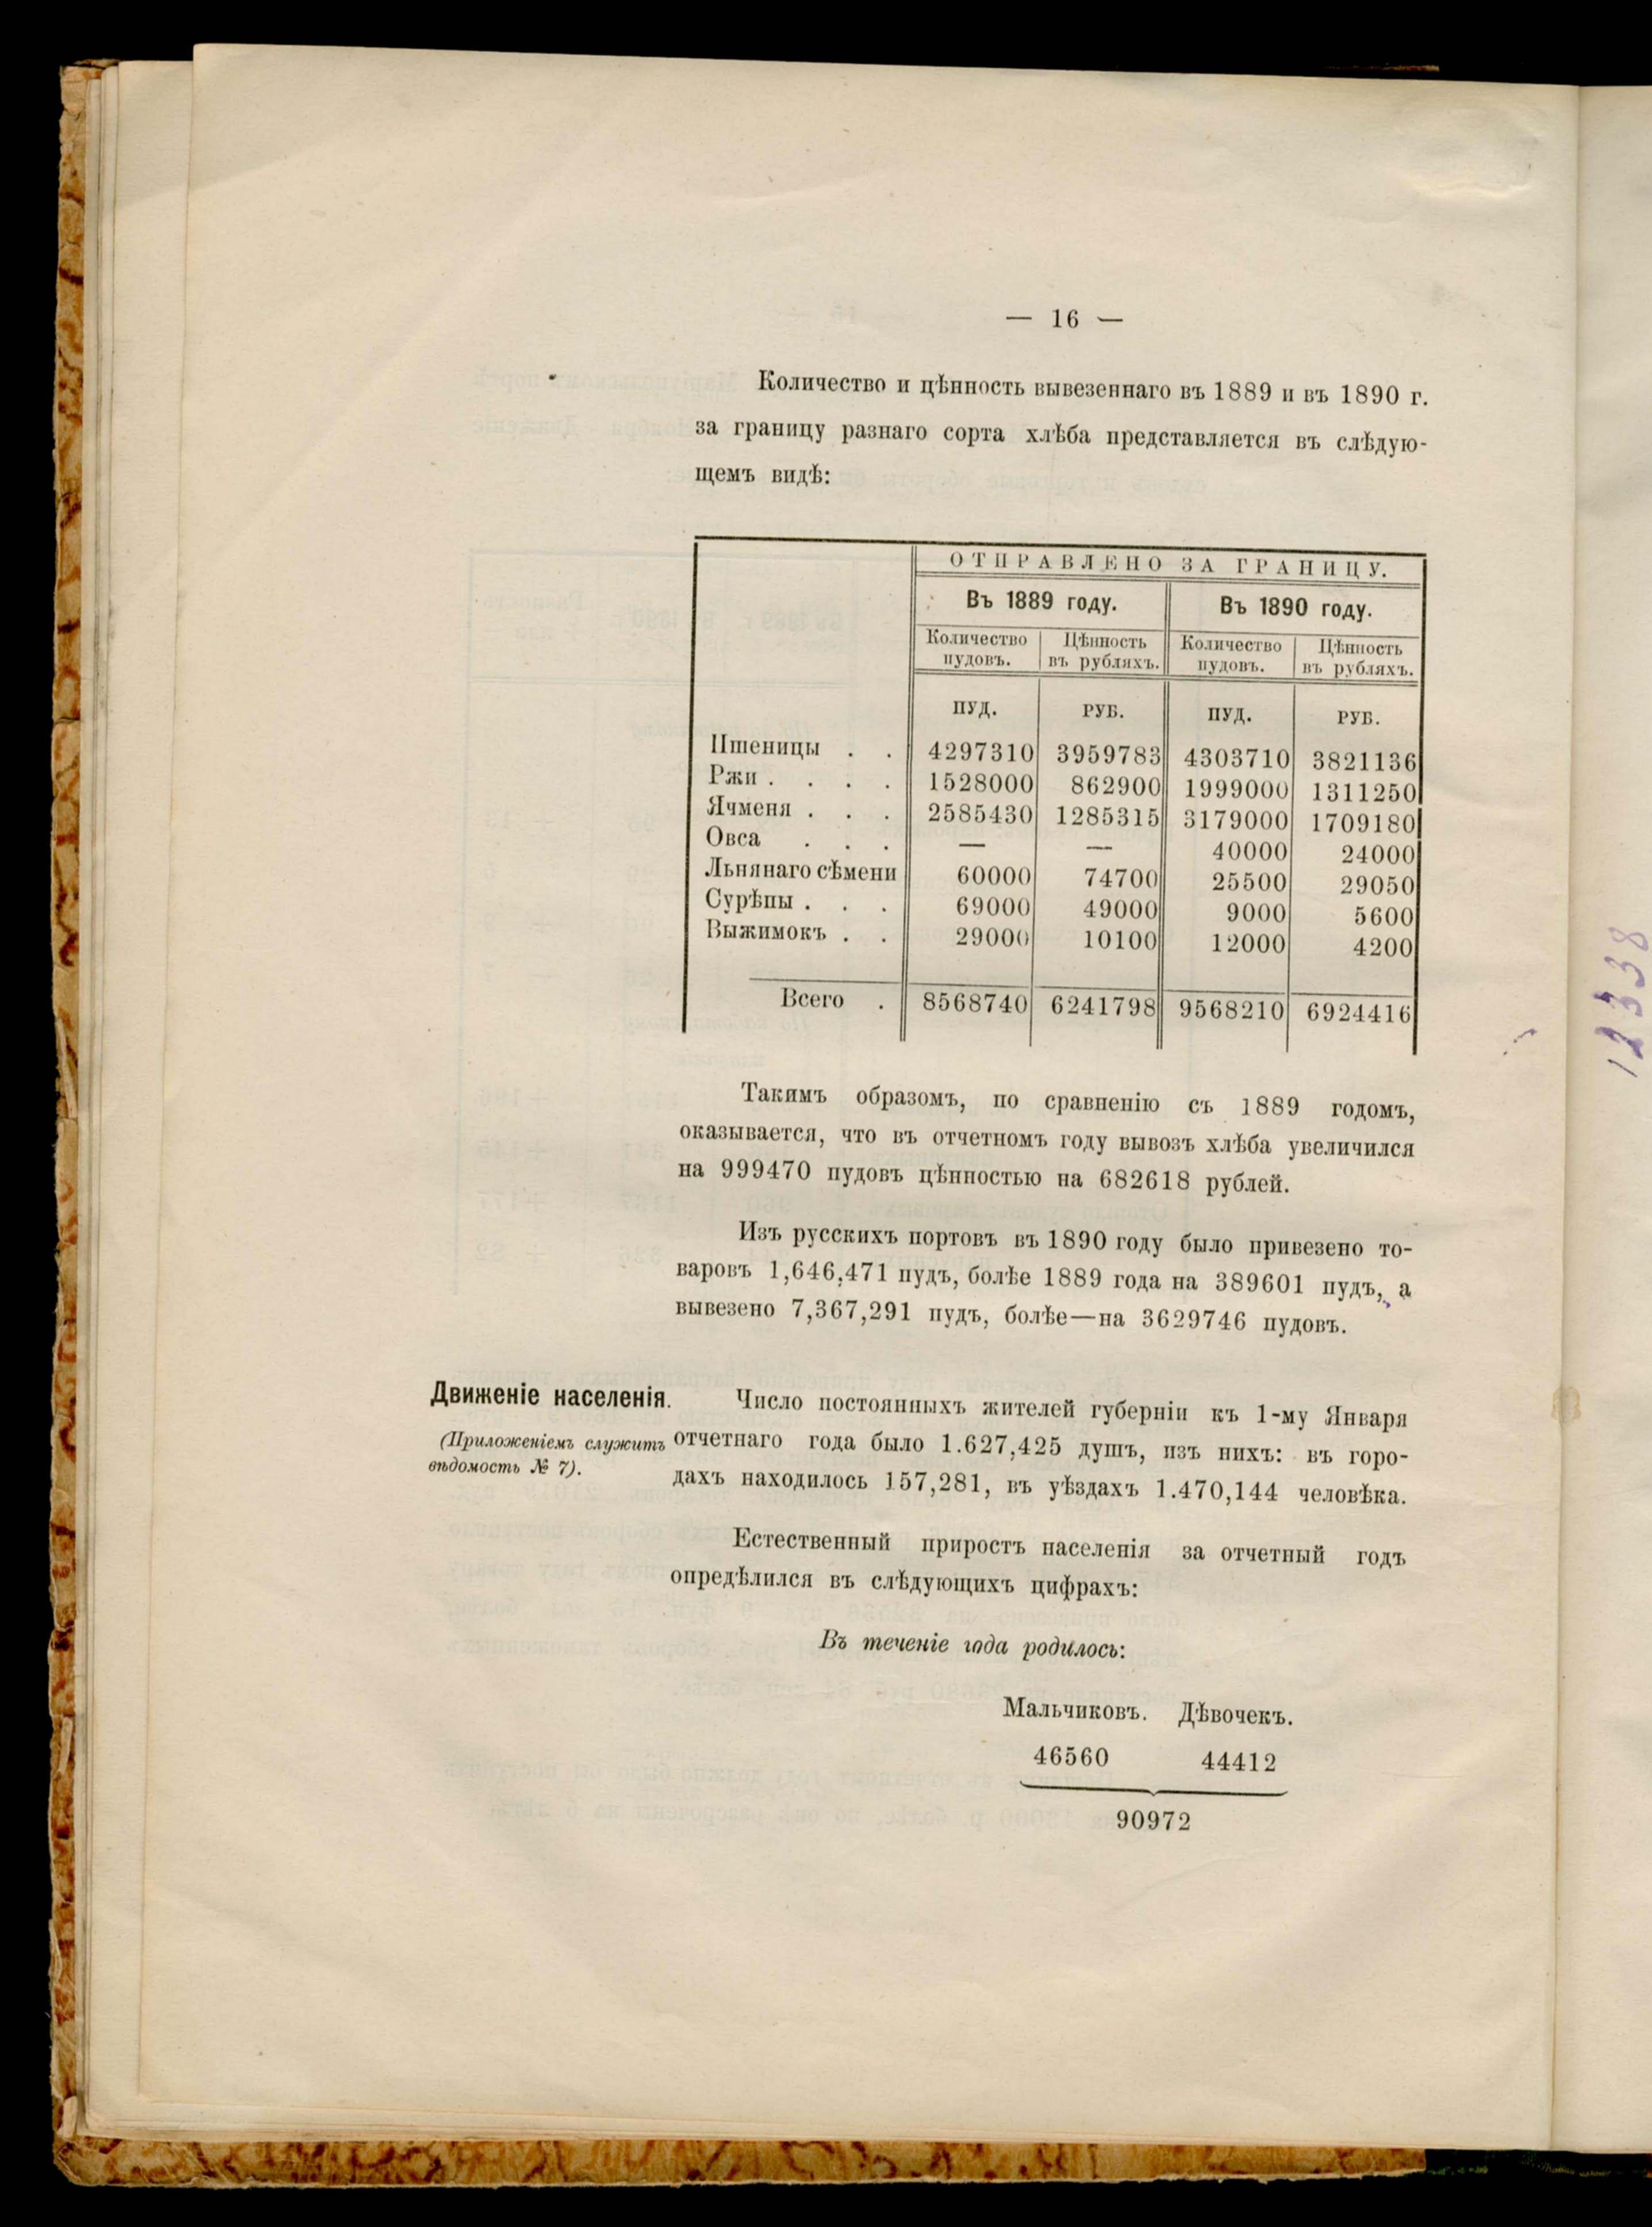 — 16 —
Количество и цѣнность вывезеннаго въ 1889 и въ 1890 г.
за границу разнаго сорта хлѣба представляется въ слѣдую-
щемъ видѣ:
ОТПРАВЛЕНО ЗА ГРАНИЦУ.
Въ 1889 году. Въ 1890 году.
Количество Цѣнность Количество Цѣнность
пудовъ. въ рубляхъ. пудовъ. въ рубляхъ.
ПУД. РУБ. ПУД. РУБ.
Пшеницы . . 4297310 3959783 4303710 3821136
Ржи . . . . 1528000 862900 1999000 1311250
Ячменя . . . 2585430 1285315 3179000 1709180
Овса . . . — — 40000 24000
Льнянаго сѣмени 60000 74700 25500 29050
Сурѣпы . . . 69000 49000 9000 5600
Выжимокъ . . 29000 10100 12000 4200
Всего . 8568740 6241798 9568210 6924416
Такимъ образомъ, по сравненію съ 1889 годомъ,
оказывается, что въ отчетномъ году вывозъ хлѣба увеличился
на 999470 пудовъ цѣнностью на 682618 рублей.
Изъ русскихъ портовъ въ 1890 году было привезено то-
варовъ 1,646,471 пудъ, болѣе 1889 года на 389601 пудъ, а
вывезено 7,367,291 пудъ, болѣе—на 3629746 пудовъ.
Движеніе населенія.
(Приложеніемъ служитъ
вѣдомость № 7).
Число постоянныхъ жителей губерніи къ 1-му Января
отчетнаго года было 1.627,425 душъ, изъ нихъ: въ горо-
дахъ находилось 157,281, въ уѣздахъ 1.470,144 человѣка.
Естественный приростъ населенія за отчетный годъ
опредѣлился въ слѣдующихъ цифрахъ:
Въ теченіе года родилось:
Мальчиковъ. Дѣвочекъ.
46560 44412
90972
12338